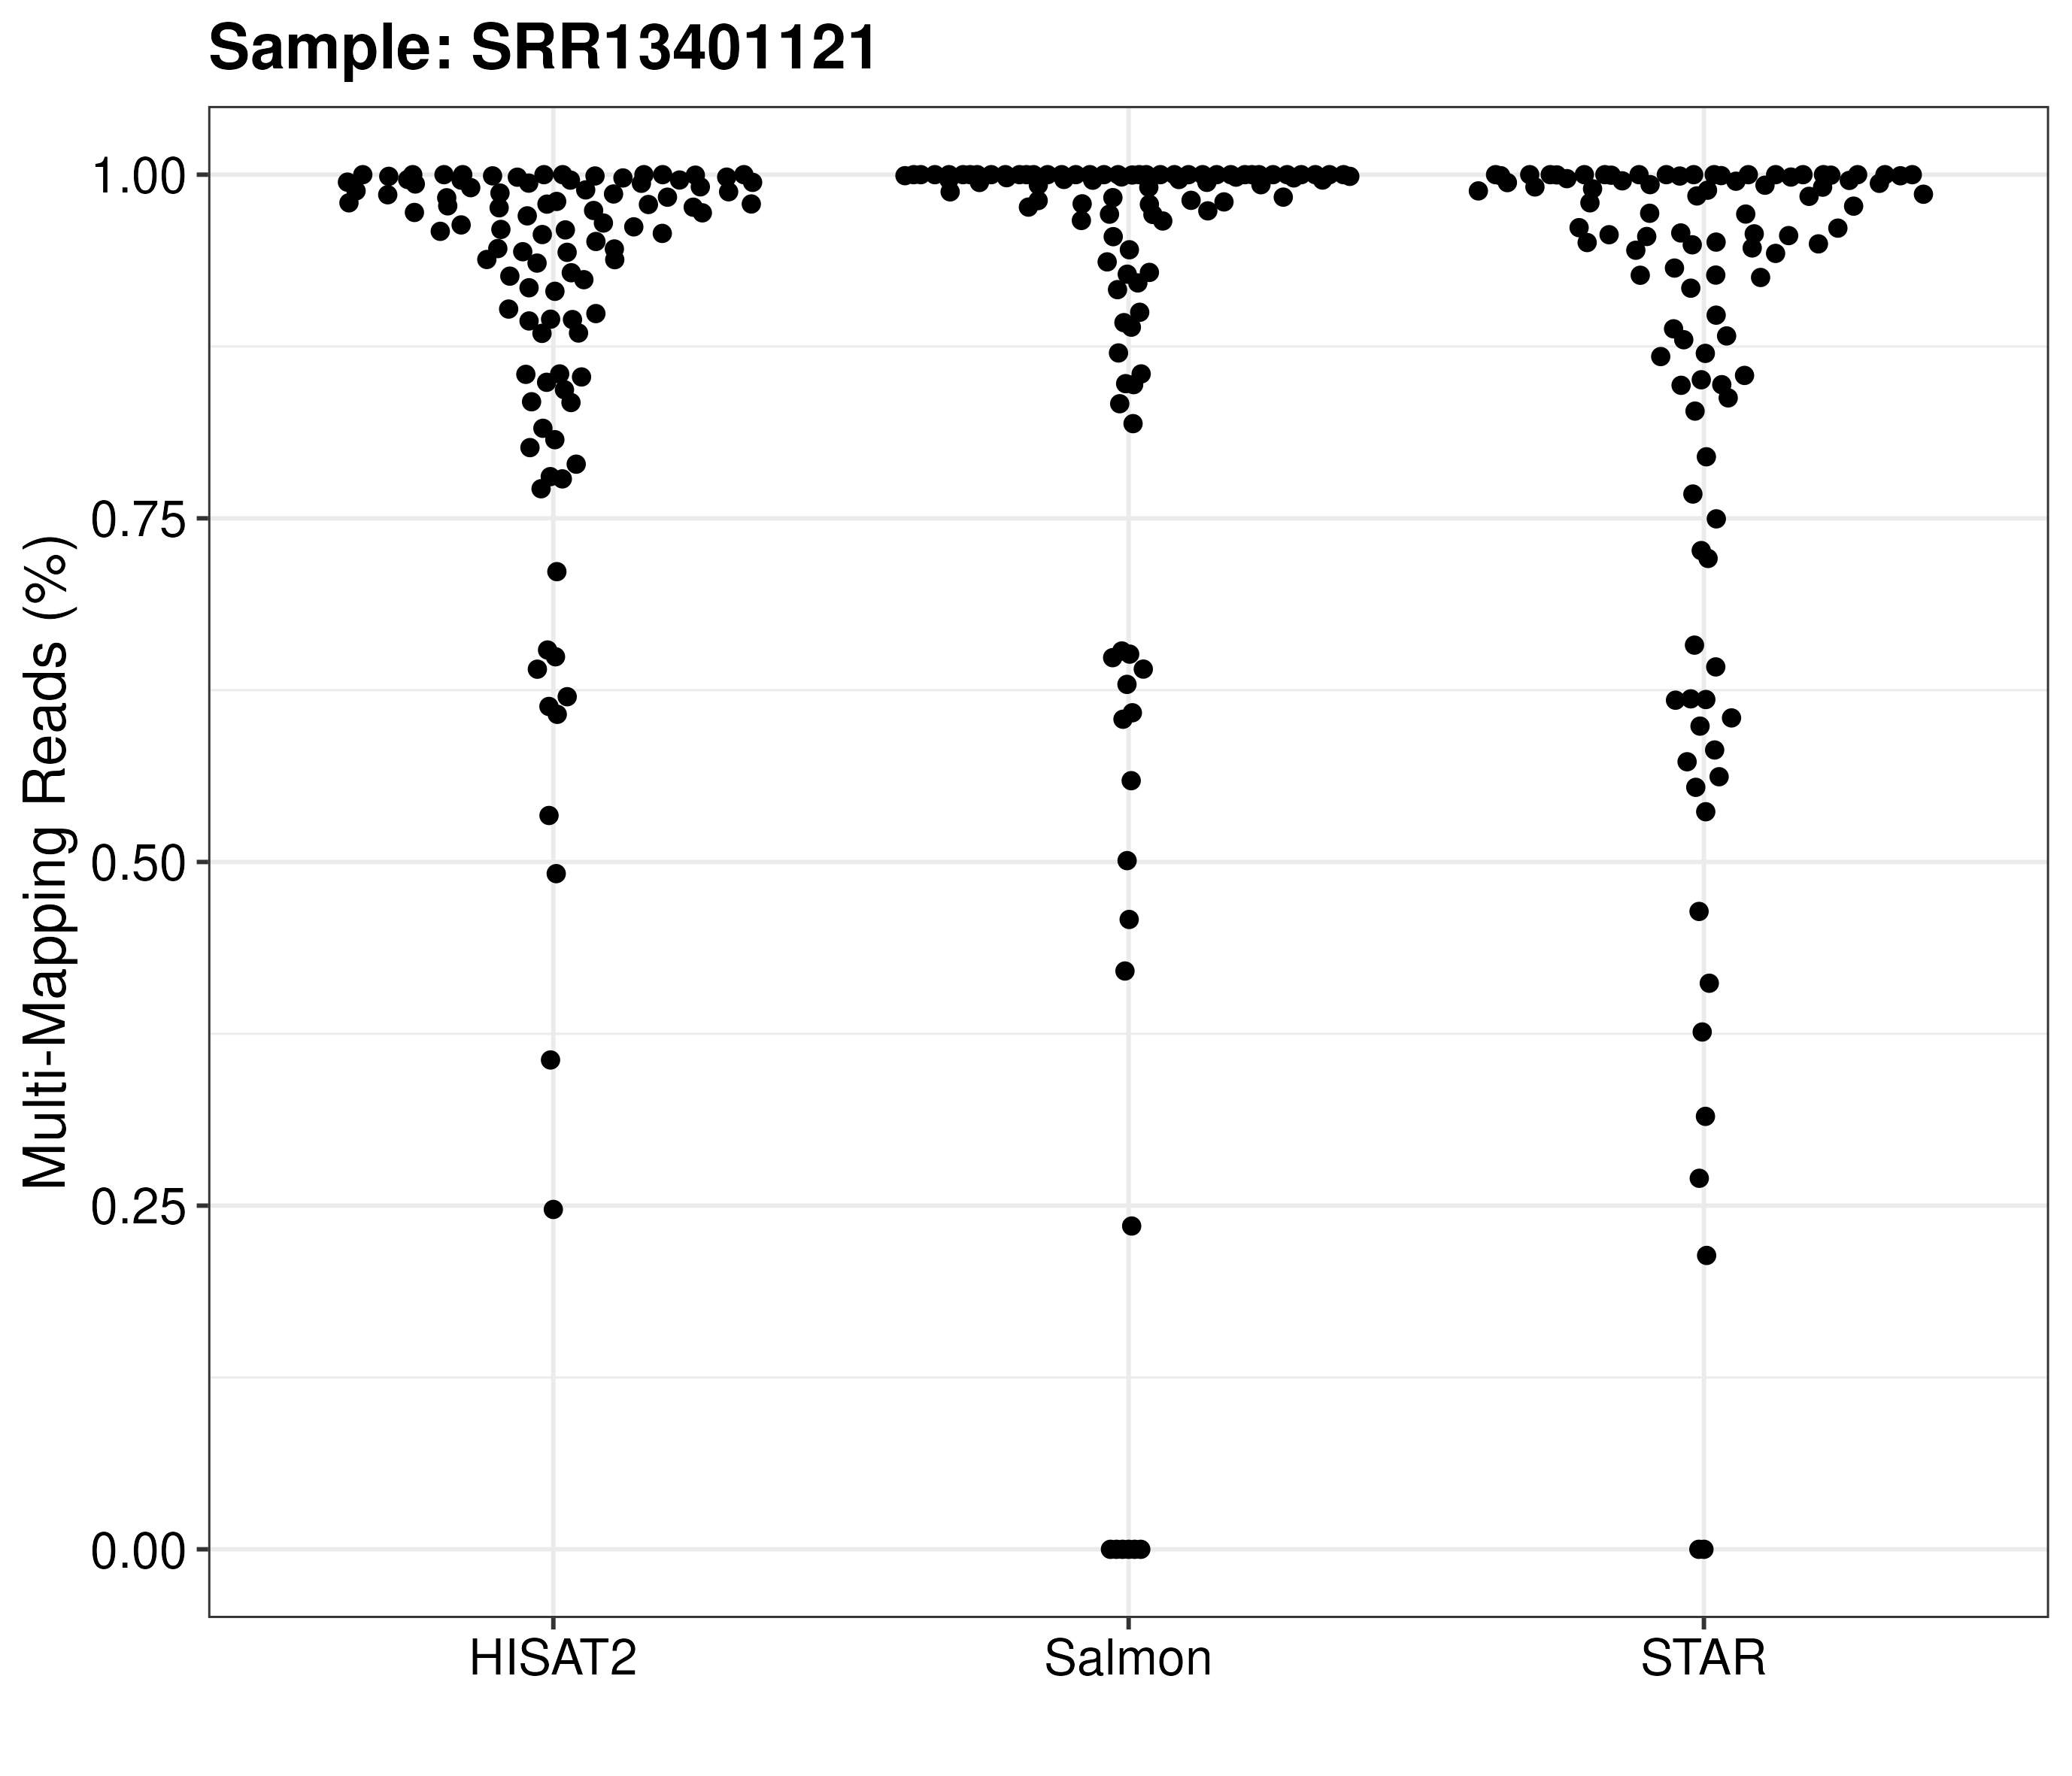 Sample: SRR13401121
Multi-Mapping Reads (%)
1.00
0.75
0.50
0.25
0.00
HISAT2
Salmon
STAR